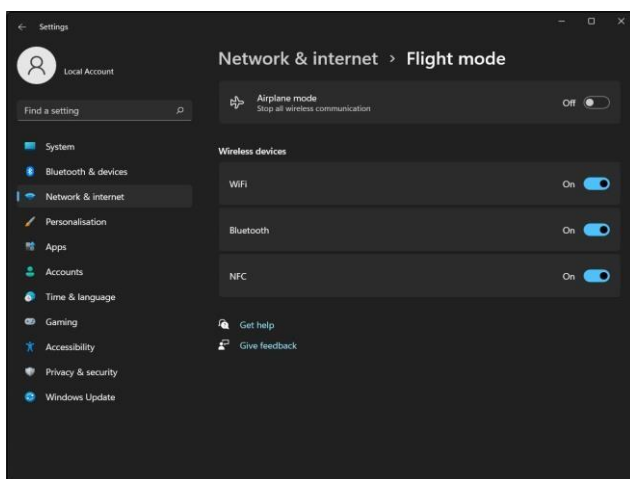 Settings
Local Account
Find a setting
System
Bluetooth & devices
Network & internet
Personalisation
Apps
Accounts
Time & language
Gaming
Accessibility
Privacy & security
Windows Update
Network & internet > Flight mode
Airplane mode
Stop all wireless communication
Off
Wireless devices
WiFi
On
Bluetooth
On
NFC
On
Get help
Give feedback